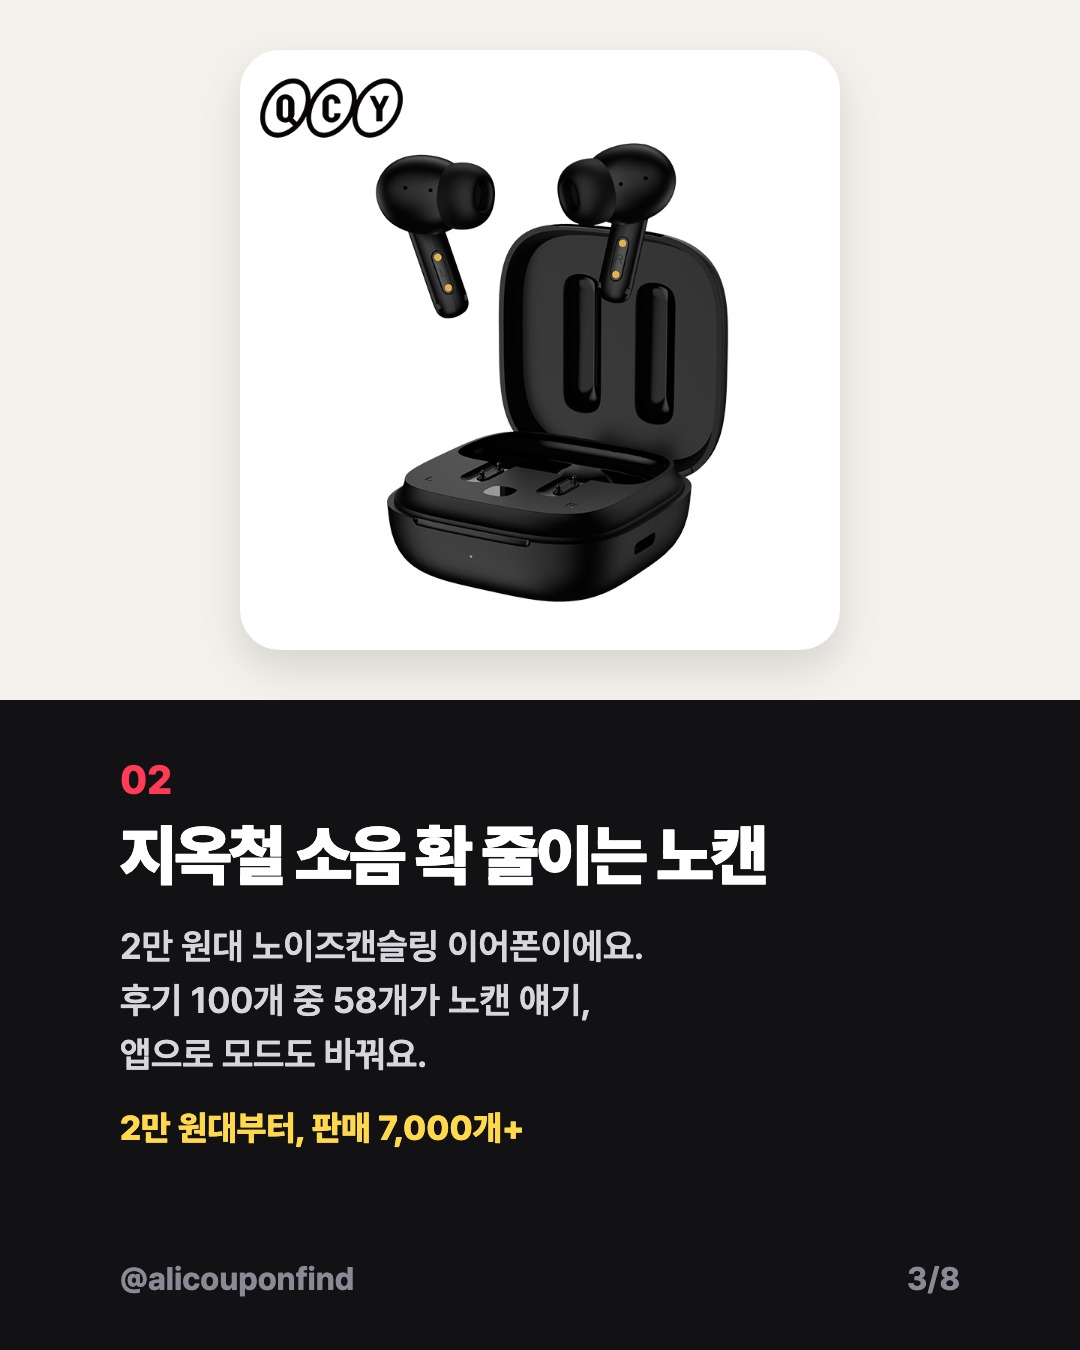 QCY
02
지옥철 소음 확 줄이는 노캔
2만 원대 노이즈캔슬링 이어폰이에요.
후기 100개 중 58개가 노캔 얘기,
앱으로 모드도 바꿔요.
2만 원대부터, 판매 7,000개+
@alicouponfind
3/8